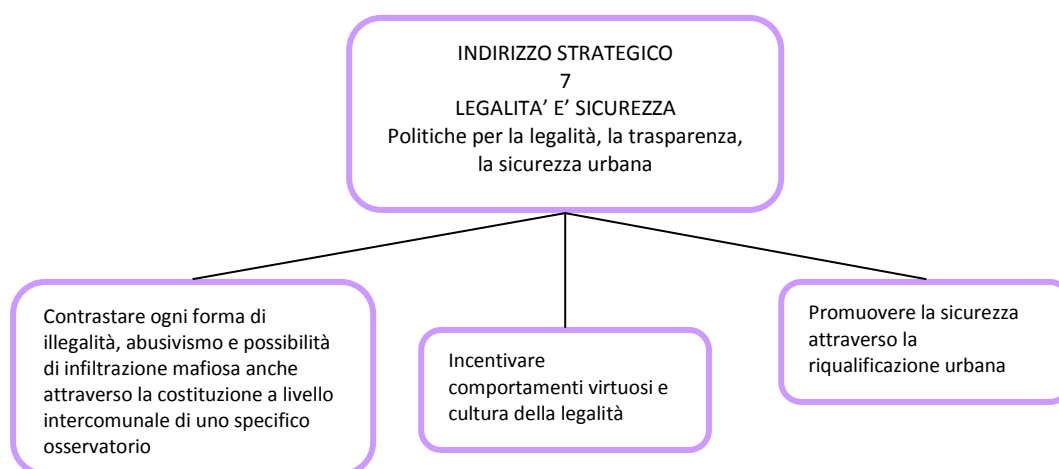 INDIRIZZO STRATEGICO
7
LEGALITA’ E’ SICUREZZA
Politiche per la legalità, la trasparenza,
la sicurezza urbana
Contrastare ogni forma di
illegalità, abusivismo e possibilità
di infiltrazione mafiosa anche
attraverso la costituzione a livello
intercomunale di uno specifico
osservatorio
Incentivare
comportamenti virtuosi e
cultura della legalità
Promuovere la sicurezza
attraverso la
riqualificazione urbana